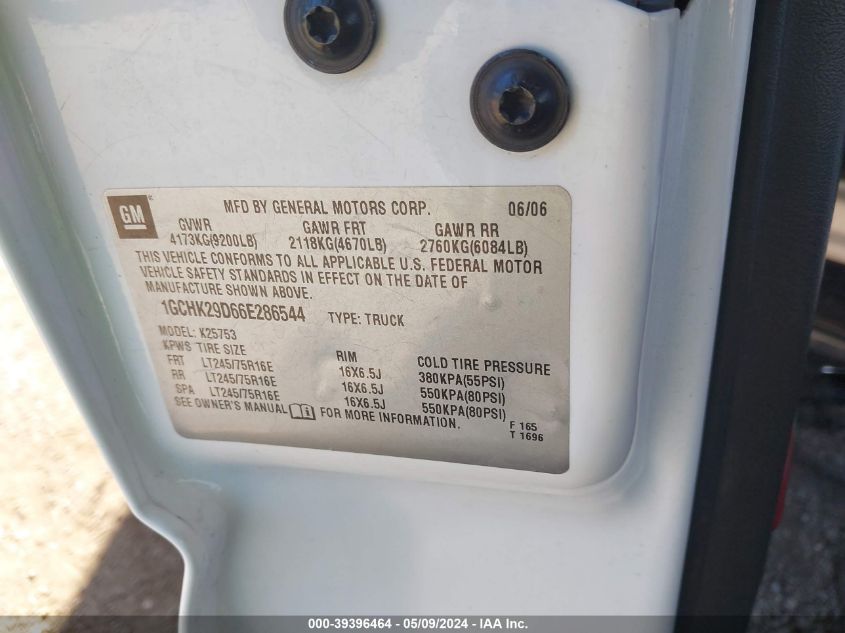 GM
MFD BY GENERAL MOTORS CORP. 06/06
GVWR GAWR FRT GAWR RR
4173KG(9200LB) 2118KG(4670LB) 2760KG(6084LB)
THIS VEHICLE CONFORMS TO ALL APPLICABLE U.S. FEDERAL MOTOR
VEHICLE SAFETY STANDARDS IN EFFECT ON THE DATE OF
MANUFACTURE SHOWN ABOVE.
1GCHK29D66E286544 TYPE: TRUCK
MODEL: K25753
KPWS TIRE SIZE RIM COLD TIRE PRESSURE
FRT LT245/75R16E 16X6.5J 380KPA(55PSI)
RR LT245/75R16E 16X6.5J 550KPA(80PSI)
SPA LT245/75R16E 16X6.5J 550KPA(80PSI)
SEE OWNER'S MANUAL FOR MORE INFORMATION.
F 165
T 1696
000-39396464 - 05/09/2024 - IAA Inc.